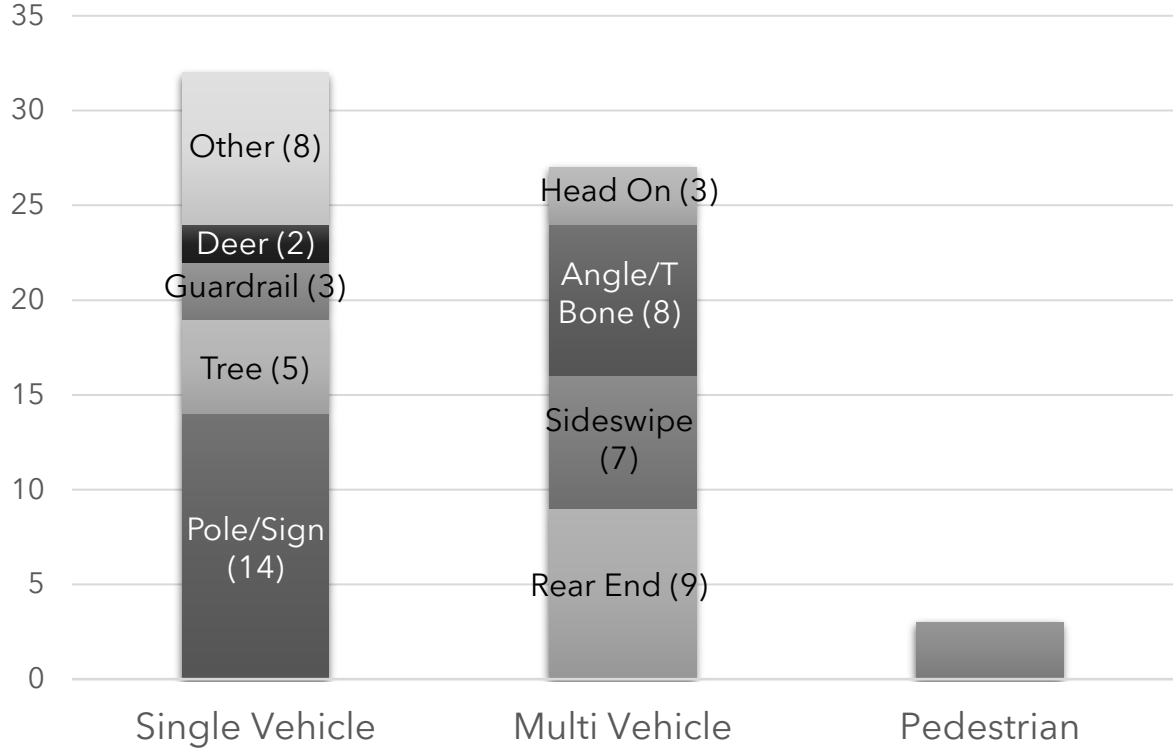 35
30
25
20
15
10
5
0
Other (8)
Deer (2)
Guardrail (3)
Tree (5)
Pole/Sign
(14)
Head On (3)
Angle/T
Bone (8)
Sideswipe
(7)
Rear End (9)
Single Vehicle
Multi Vehicle
Pedestrian